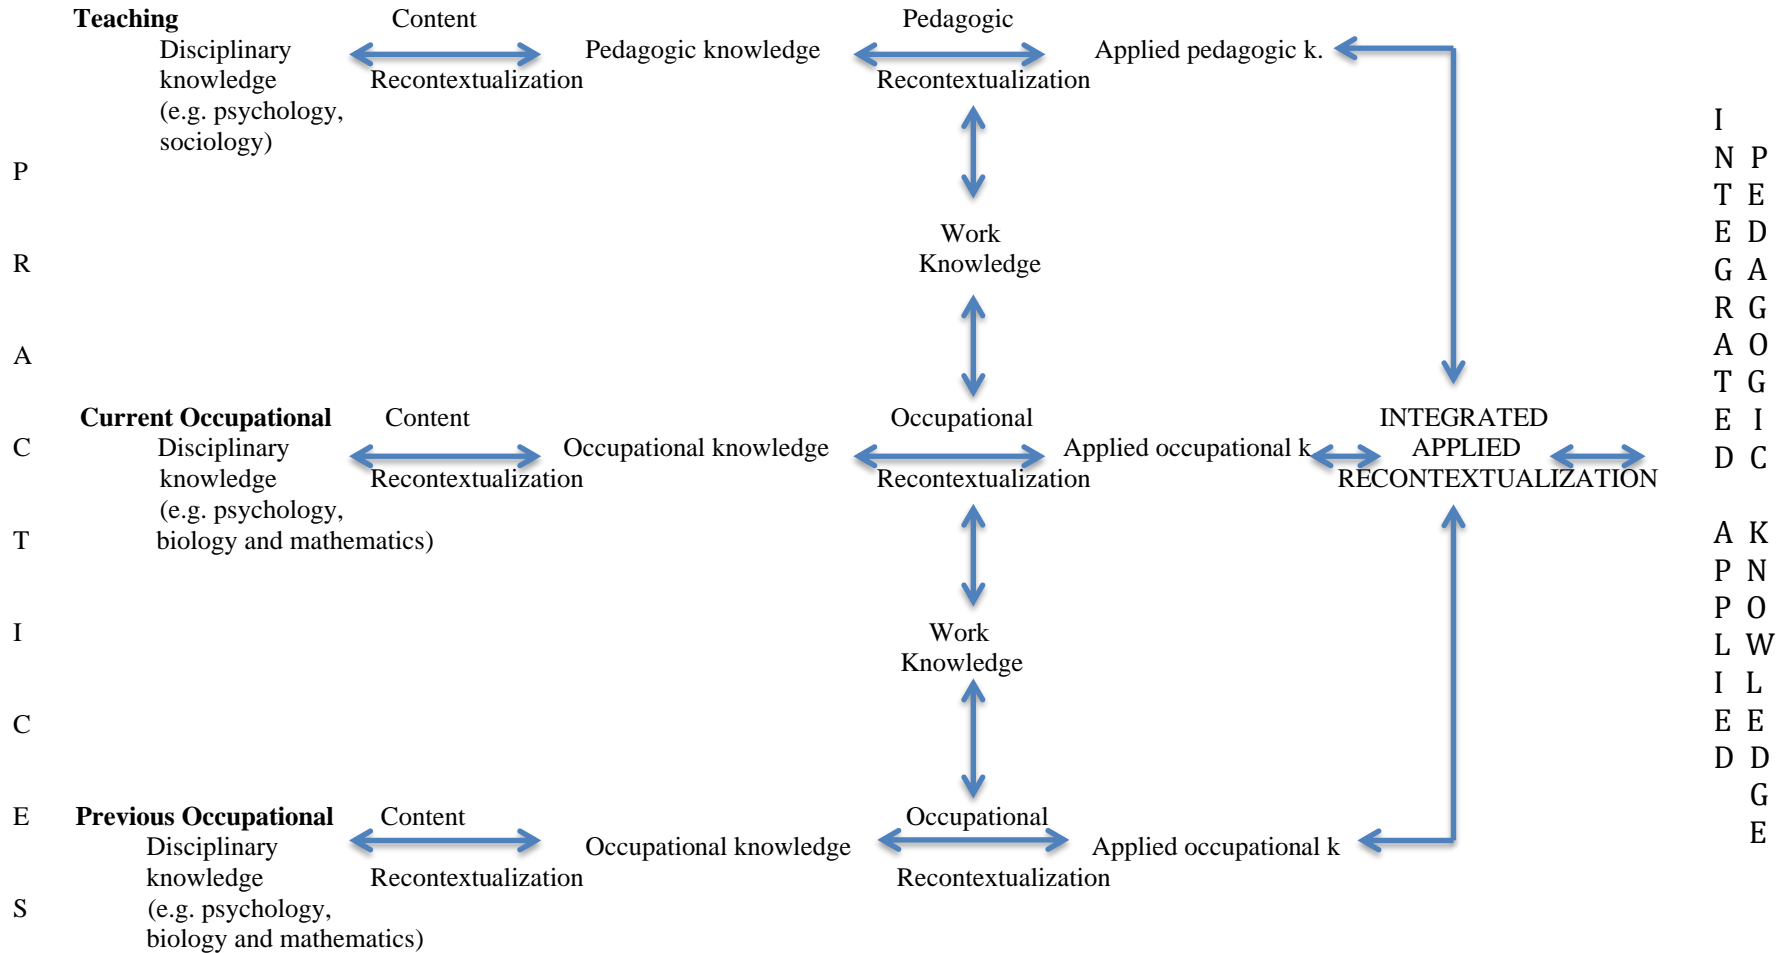 Teaching Content Pedagogic
Disciplinary Pedagogic knowledge Applied pedagogic k.
knowledge Recontextualization Recontextualization
(e.g. psychology,
sociology)
Work
Knowledge
Current Occupational Content Occupational INTEGRATED
Disciplinary Occupational knowledge Applied occupational k APPLIED
knowledge Recontextualization Recontextualization RECONTEXTUALIZATION
(e.g. psychology,
biology and mathematics)
Work
Knowledge
Previous Occupational Content Occupational
Disciplinary Occupational knowledge Applied occupational k
knowledge Recontextualization Recontextualization
(e.g. psychology,
biology and mathematics)
PRACTICES
INTEGRATED APPLIED
PEDAGOGIC KNOWLEDGE